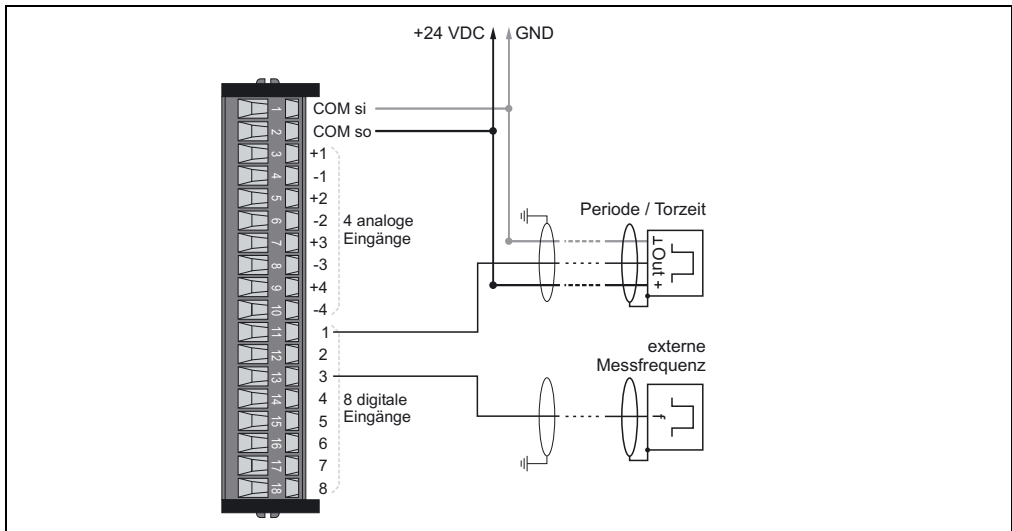 +24 VDC GND
1 COM si
2 COM so
3 +1
4 -1
5 +2
6 -2
7 +3
8 -3
9 +4
10 -4
4 analoge
Eingänge
11 1
12 2
13 3
14 4
15 5
16 6
17 7
18 8
8 digitale
Eingänge
Periode / Torzeit
⊥ Out +
externe
Messfrequenz
f